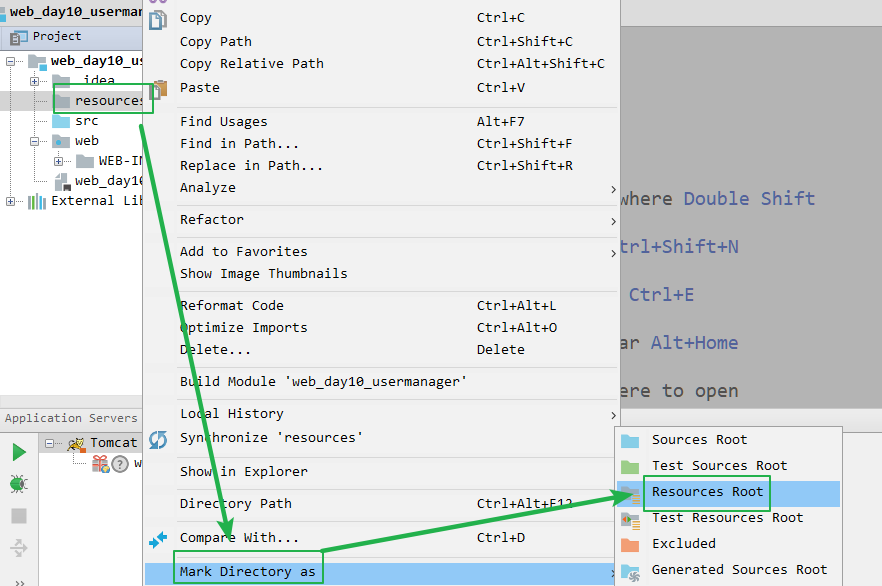 web_day10_userman
Project
web_day10_us
.idea
resources
src
web
WEB-IN
web_day10
External Lib
Application Servers
Tomcat
Copy Ctrl+C
Copy Path Ctrl+Shift+C
Copy Relative Path Ctrl+Alt+Shift+C
Paste Ctrl+V
Find Usages Alt+F7
Find in Path... Ctrl+Shift+F
Replace in Path... Ctrl+Shift+R
Analyze
Refactor
Add to Favorites
Show Image Thumbnails
Reformat Code Ctrl+Alt+L
Optimize Imports Ctrl+Alt+O
Delete... Delete
Build Module 'web_day10_usermanager'
Local History
Synchronize 'resources'
Show in Explorer
Directory Path Ctrl+Alt+F12
Compare With... Ctrl+D
Mark Directory as
where Double Shift
trl+Shift+N
Ctrl+E
ar Alt+Home
ere to open
Sources Root
Test Sources Root
Resources Root
Test Resources Root
Excluded
Generated Sources Root